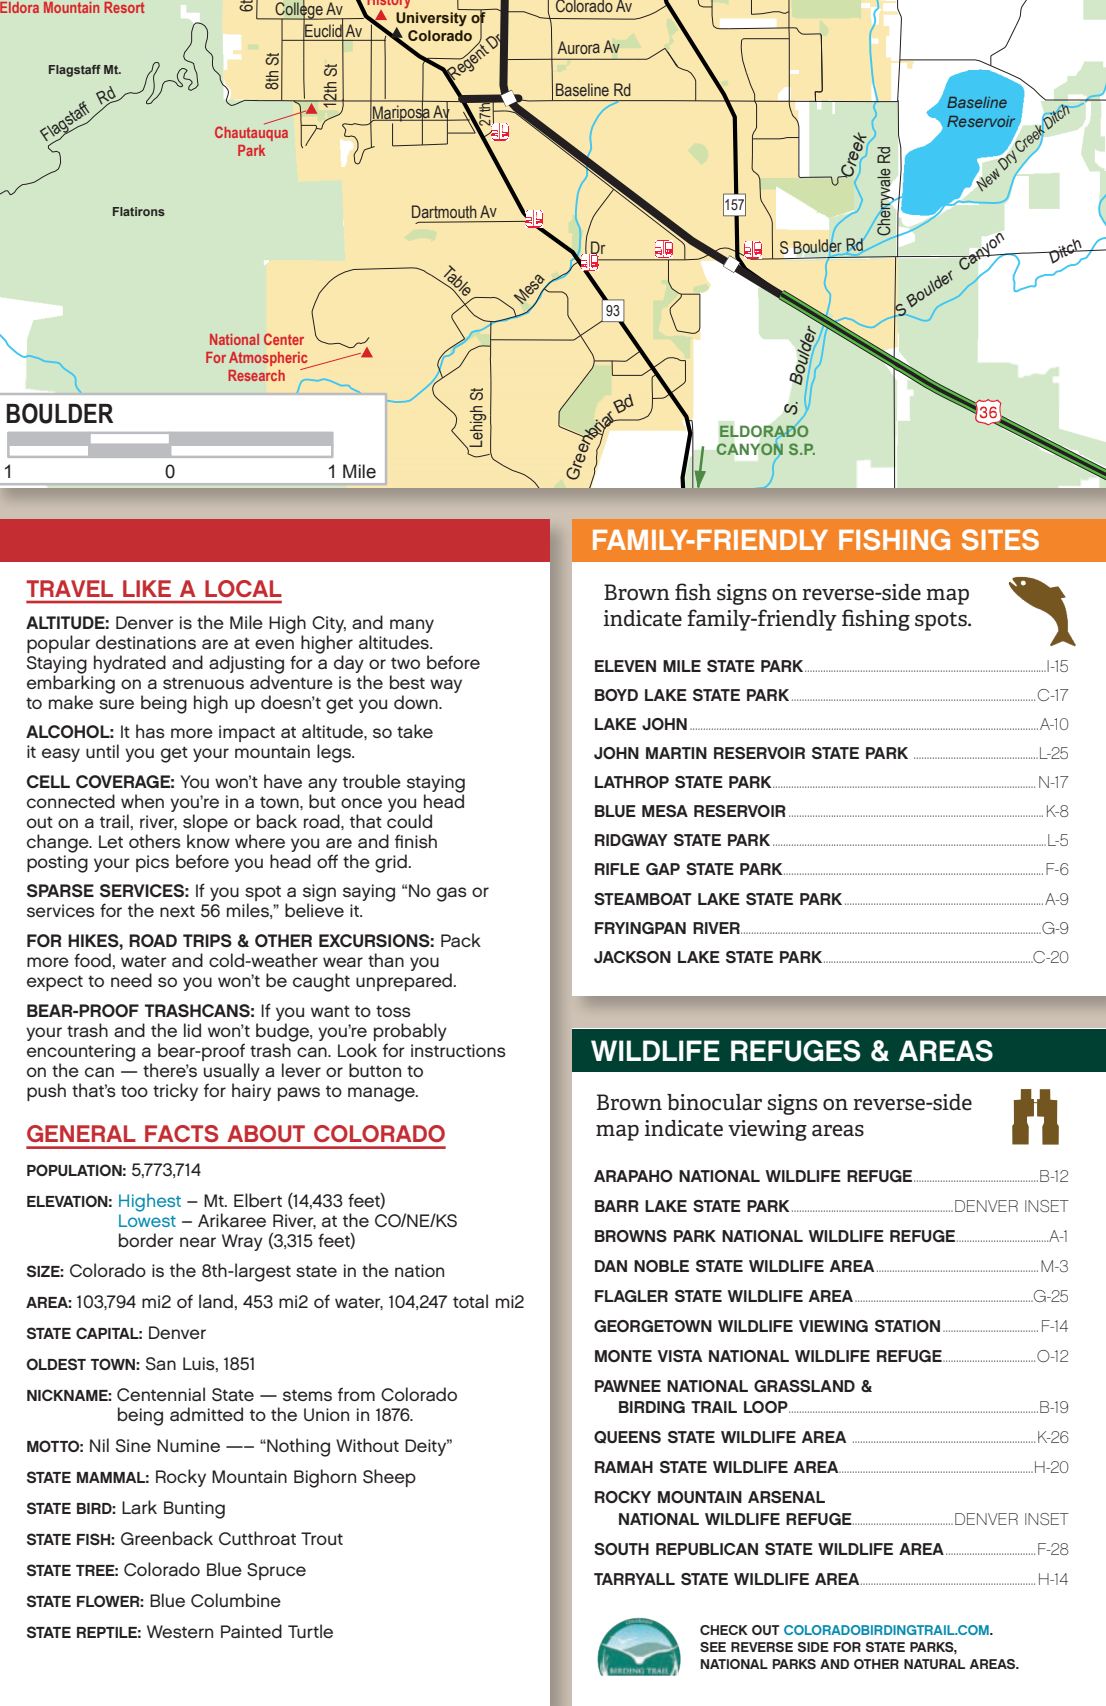 Eldora Mountain Resort
College Av
History
University of
Colorado
Colorado Av
Euclid Av
Regent Dr
Aurora Av
8th St
12th St
Flagstaff Mt.
Flagstaff Rd
Baseline Rd
Mariposa Av
27th
Chautauqua
Park
Baseline
Reservoir
New Dry Creek Ditch
Creek
Cherryvale Rd
Flatirons
Dartmouth Av
157
Dr
S Boulder Rd
S Boulder Canyon
Ditch
Table
Mesa
93
National Center
For Atmospheric
Research
S. Boulder
Lehigh St
Greenbriar Bd
36
ELDORADO
CANYON S.P.
BOULDER
1 0 1 Mile
TRAVEL LIKE A LOCAL
ALTITUDE: Denver is the Mile High City, and many
popular destinations are at even higher altitudes.
Staying hydrated and adjusting for a day or two before
embarking on a strenuous adventure is the best way
to make sure being high up doesn’t get you down.
ALCOHOL: It has more impact at altitude, so take
it easy until you get your mountain legs.
CELL COVERAGE: You won’t have any trouble staying
connected when you’re in a town, but once you head
out on a trail, river, slope or back road, that could
change. Let others know where you are and finish
posting your pics before you head off the grid.
SPARSE SERVICES: If you spot a sign saying “No gas or
services for the next 56 miles,” believe it.
FOR HIKES, ROAD TRIPS & OTHER EXCURSIONS: Pack
more food, water and cold-weather wear than you
expect to need so you won’t be caught unprepared.
BEAR-PROOF TRASHCANS: If you want to toss
your trash and the lid won’t budge, you’re probably
encountering a bear-proof trash can. Look for instructions
on the can — there’s usually a lever or button to
push that’s too tricky for hairy paws to manage.
GENERAL FACTS ABOUT COLORADO
POPULATION: 5,773,714
ELEVATION: Highest – Mt. Elbert (14,433 feet)
Lowest – Arikaree River, at the CO/NE/KS
border near Wray (3,315 feet)
SIZE: Colorado is the 8th-largest state in the nation
AREA: 103,794 mi2 of land, 453 mi2 of water, 104,247 total mi2
STATE CAPITAL: Denver
OLDEST TOWN: San Luis, 1851
NICKNAME: Centennial State — stems from Colorado
being admitted to the Union in 1876.
MOTTO: Nil Sine Numine —– “Nothing Without Deity”
STATE MAMMAL: Rocky Mountain Bighorn Sheep
STATE BIRD: Lark Bunting
STATE FISH: Greenback Cutthroat Trout
STATE TREE: Colorado Blue Spruce
STATE FLOWER: Blue Columbine
STATE REPTILE: Western Painted Turtle
FAMILY-FRIENDLY FISHING SITES
Brown fish signs on reverse-side map
indicate family-friendly fishing spots.
ELEVEN MILE STATE PARK I-15
BOYD LAKE STATE PARK C-17
LAKE JOHN A-10
JOHN MARTIN RESERVOIR STATE PARK L-25
LATHROP STATE PARK N-17
BLUE MESA RESERVOIR K-8
RIDGWAY STATE PARK L-5
RIFLE GAP STATE PARK F-6
STEAMBOAT LAKE STATE PARK A-9
FRYINGPAN RIVER G-9
JACKSON LAKE STATE PARK C-20
WILDLIFE REFUGES & AREAS
Brown binocular signs on reverse-side
map indicate viewing areas
ARAPAHO NATIONAL WILDLIFE REFUGE B-12
BARR LAKE STATE PARK DENVER INSET
BROWNS PARK NATIONAL WILDLIFE REFUGE A-1
DAN NOBLE STATE WILDLIFE AREA M-3
FLAGLER STATE WILDLIFE AREA G-25
GEORGETOWN WILDLIFE VIEWING STATION F-14
MONTE VISTA NATIONAL WILDLIFE REFUGE O-12
PAWNEE NATIONAL GRASSLAND &
BIRDING TRAIL LOOP B-19
QUEENS STATE WILDLIFE AREA K-26
RAMAH STATE WILDLIFE AREA H-20
ROCKY MOUNTAIN ARSENAL
NATIONAL WILDLIFE REFUGE DENVER INSET
SOUTH REPUBLICAN STATE WILDLIFE AREA F-28
TARRYALL STATE WILDLIFE AREA H-14
BIRDING TRAIL
CHECK OUT COLORADOBIRDINGTRAIL.COM.
SEE REVERSE SIDE FOR STATE PARKS,
NATIONAL PARKS AND OTHER NATURAL AREAS.